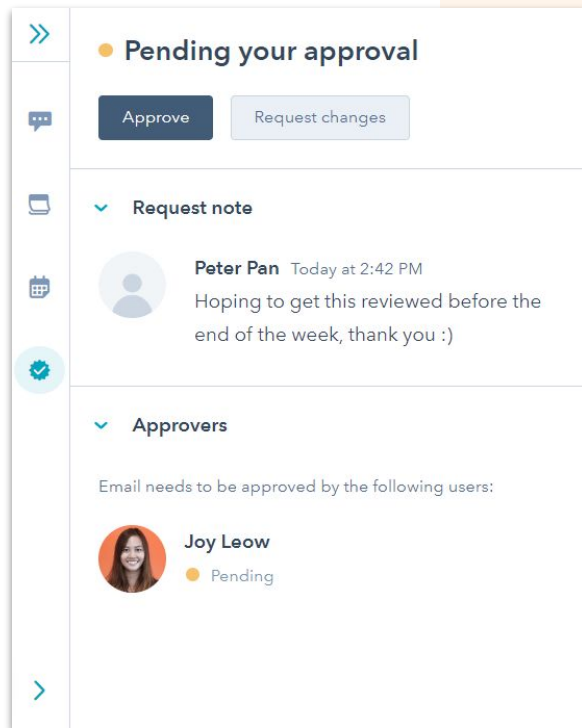 Pending your approval
Approve
Request changes
Request note
Peter Pan Today at 2:42 PM
Hoping to get this reviewed before the
end of the week, thank you :)
Approvers
Email needs to be approved by the following users:
Joy Leow
Pending